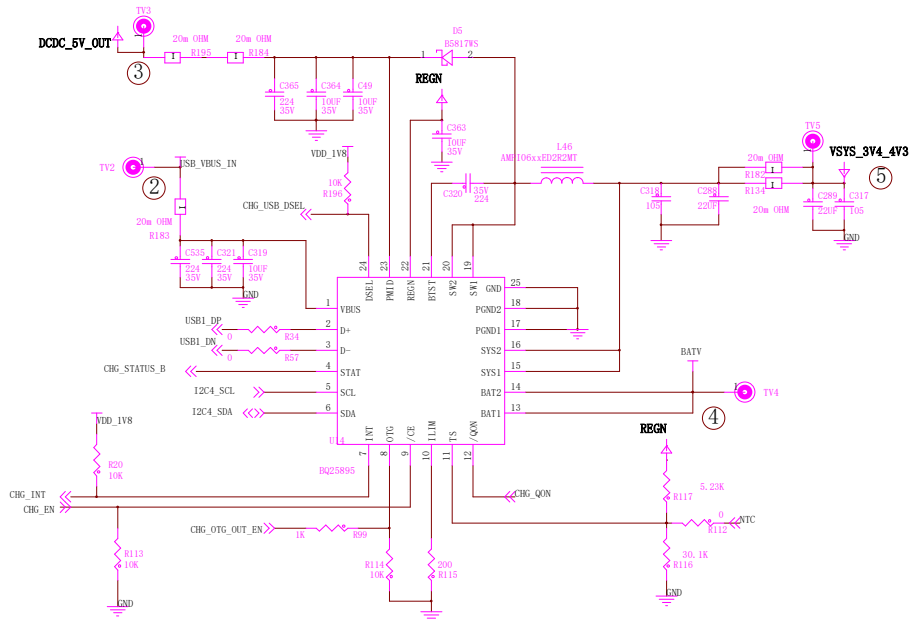 TV3
DCDC_5V_OUT
20m OHM
20m OHM
R195
R184
③
D5
B5817WS
1
2
REGN
C365
224
35V
C364
10UF
35V
C49
10UF
35V
C363
10UF
35V
L46
TV5
VSYS_3V4_4V3
⑤
TV2
1
USB_VBUS_IN
②
VDD_1V8
10K
R196
CHG_USB_DSEL
C320
35V
224
20m OHM
R182
R134
20m OHM
C318
105
C288
22UF
C289
22UF
C317
105
GND
20m OHM
R183
C535
224
35V
C321
224
35V
C319
10UF
35V
GND
24
23
22
21
20
19
DSEL
PMID
REGN
BTST
SW2
SW1
1
VBUS
2
D+
3
D-
4
STAT
5
SCL
6
SDA
GND
25
PGND2
18
PGND1
17
SYS2
16
SYS1
15
BAT2
14
BAT1
13
USB1_DP
0
R34
USB1_DN
0
R57
CHG_STATUS_B
I2C4_SCL
I2C4_SDA
BATV
1
TV4
④
INT
OTG
/CE
ILIM
TS
/QON
7
8
9
10
11
12
U14
BQ25895
VDD_1V8
R20
10K
CHG_INT
CHG_EN
CHG_QON
REGN
5.23K
R117
0
R112
NTC
30.1K
R116
GND
CHG_OTG_OUT_EN
1K
R99
R113
10K
GND
R114
10K
200
R115